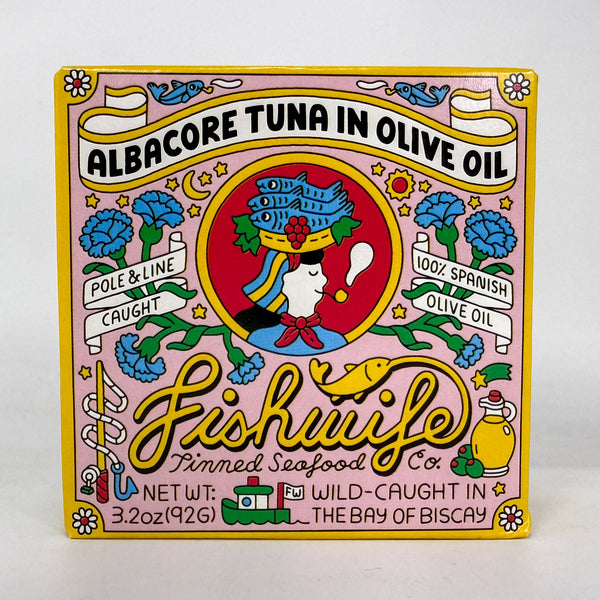 ALBACORE TUNA IN OLIVE OIL
POLE & LINE
CAUGHT
100% SPANISH
OLIVE OIL
Fishwife
Tinned Seafood Co.
NET WT:
3.2oz(92G)
FW
WILD-CAUGHT IN
THE BAY OF BISCAY